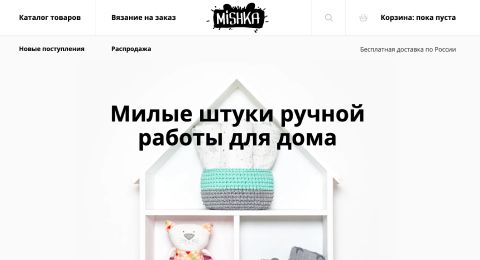 Каталог товаров
Вязание на заказ
MiSHKA
Корзина: пока пуста
Новые поступления
Распродажа
Бесплатная доставка по России
Милые штуки ручной
работы для дома